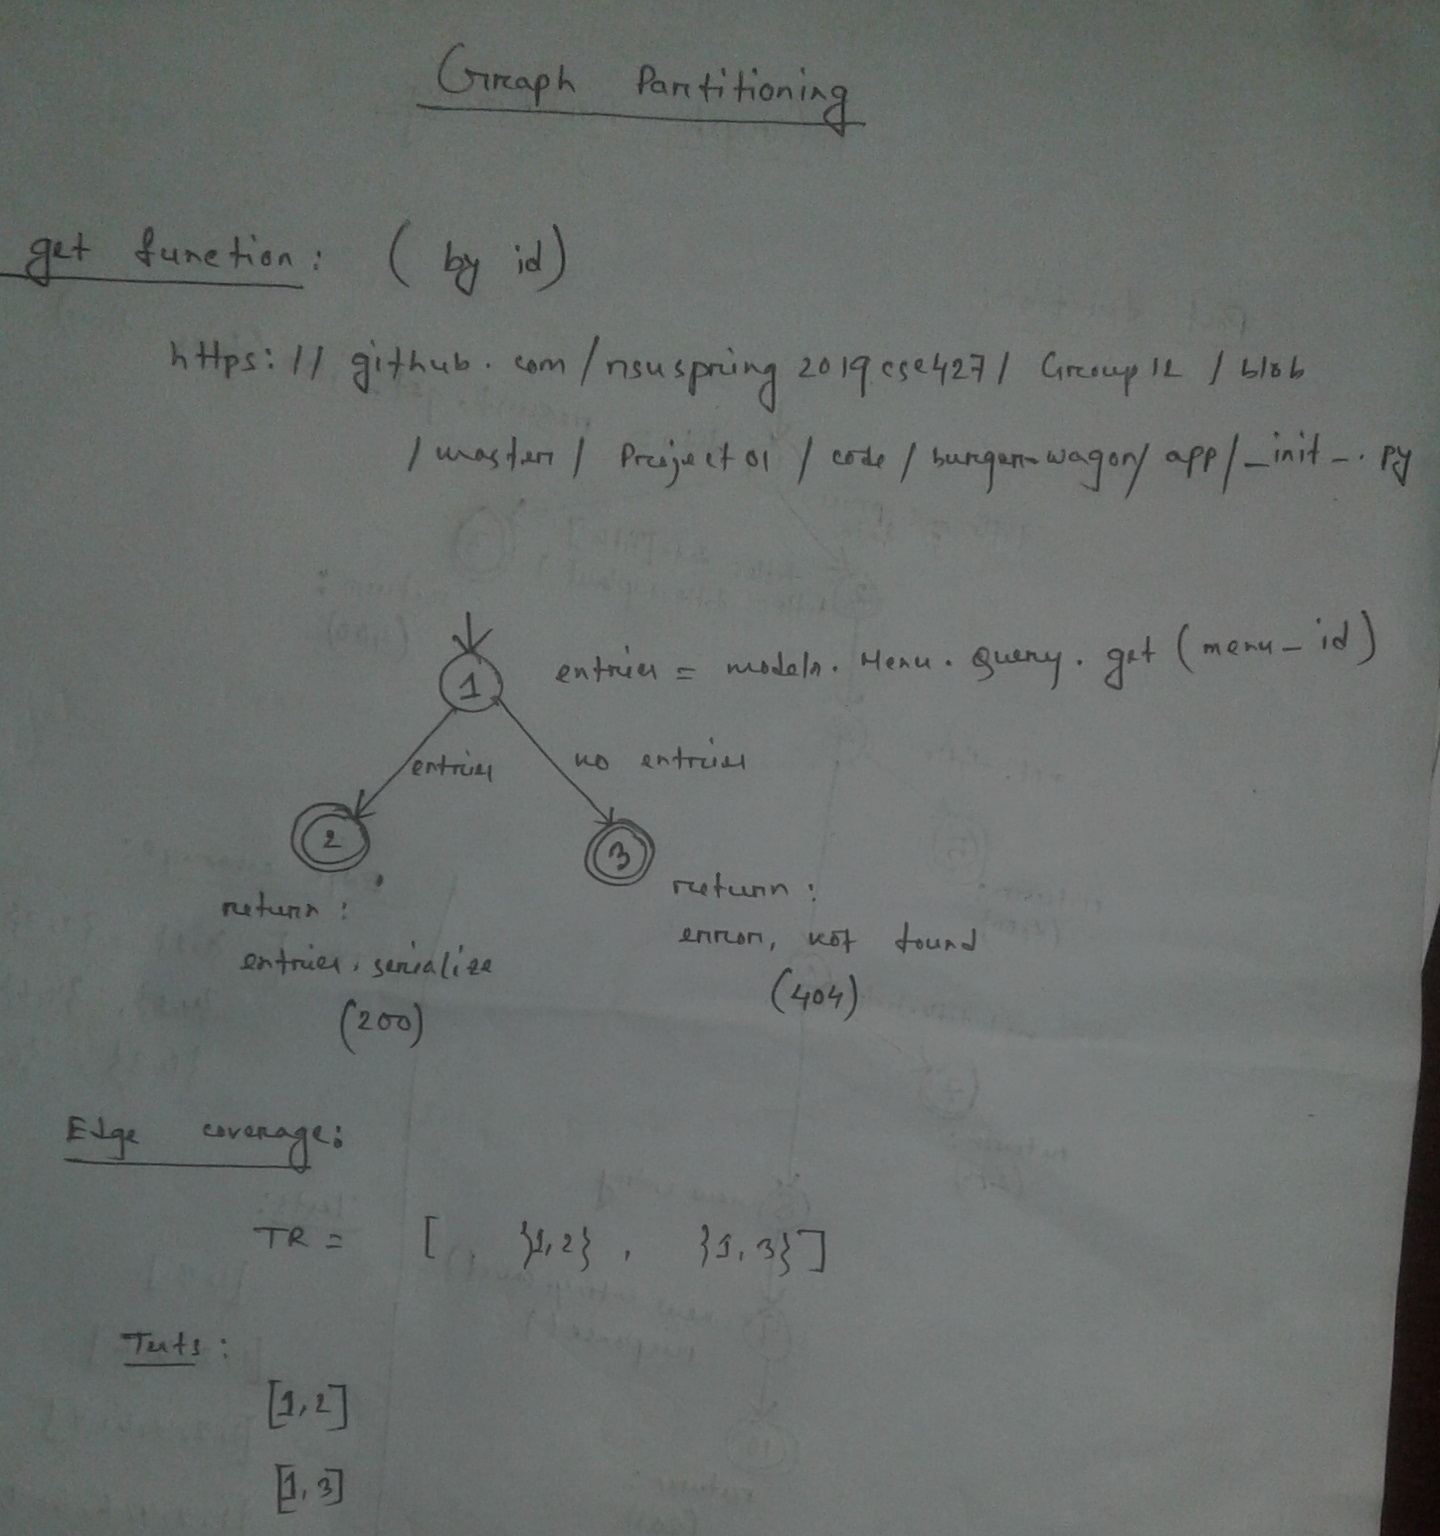 Graph Partitioning
get function: ( by id)
https://github.com/nsuspring2019cse427/Group12/blob
/master/Project01/code/burger-wagon/app/_init_.py
1 entries = models.Menu.query.get(menu_id)
entries no entries
2 3
return: return:
entries.serialize error, not found
(200) (404)
Edge coverage:
TR = [ {1,2}, {1,3}]
Tests:
[1,2]
[1,3]